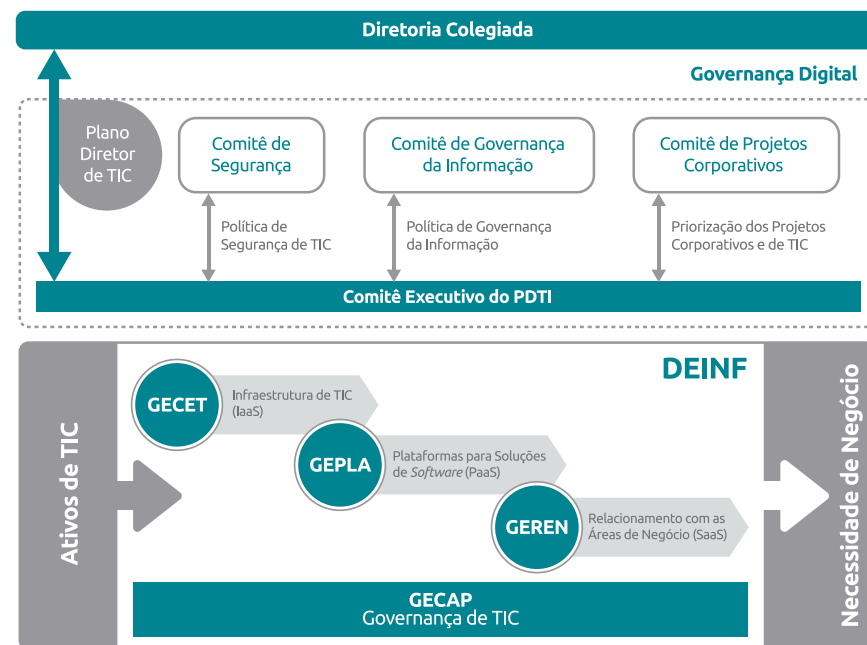 Diretoria Colegiada
Governança Digital
Plano
Diretor
de TIC
Comitê de
Segurança
Comitê de Governança
da Informação
Comitê de Projetos
Corporativos
Política de
Segurança de TIC
Política de Governança
da Informação
Priorização dos Projetos
Corporativos e de TIC
Comitê Executivo do PDTI
Ativos de TIC
DEINF
GECET
Infraestrutura de TIC
(IaaS)
GEPLA
Plataformas para Soluções
de Software (PaaS)
GEREN
Relacionamento com as
Áreas de Negócio (SaaS)
GECAP
Governança de TIC
Necessidade de Negócio